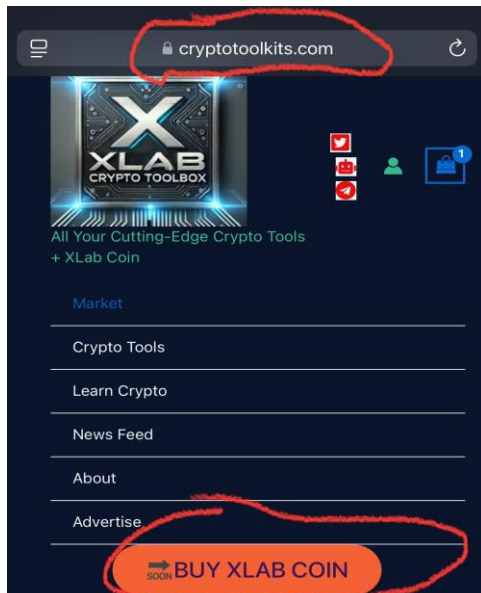 cryptotoolkits.com
X
XLAB
CRYPTO TOOLBOX
1
All Your Cutting-Edge Crypto Tools
+ XLab Coin
Market
Crypto Tools
Learn Crypto
News Feed
About
Advertise
SOON BUY XLAB COIN